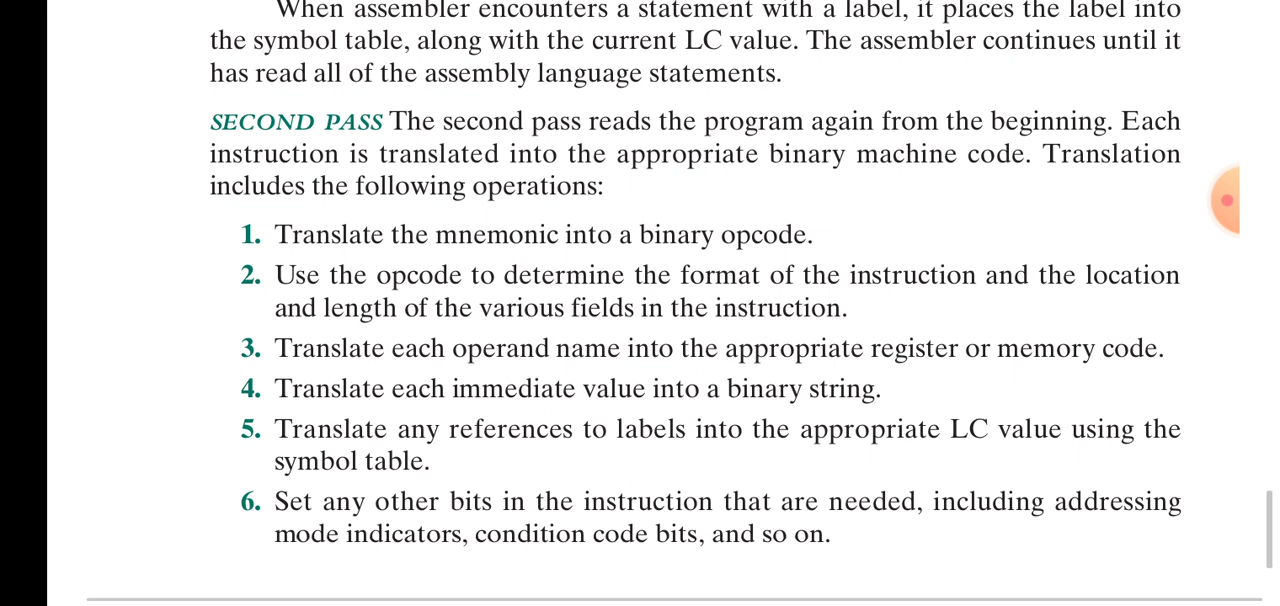 When assembler encounters a statement with a label, it places the label into
the symbol table, along with the current LC value. The assembler continues until it
has read all of the assembly language statements.
SECOND PASS The second pass reads the program again from the beginning. Each
instruction is translated into the appropriate binary machine code. Translation
includes the following operations:
1. Translate the mnemonic into a binary opcode.
2. Use the opcode to determine the format of the instruction and the location
and length of the various fields in the instruction.
3. Translate each operand name into the appropriate register or memory code.
4. Translate each immediate value into a binary string.
5. Translate any references to labels into the appropriate LC value using the
symbol table.
6. Set any other bits in the instruction that are needed, including addressing
mode indicators, condition code bits, and so on.